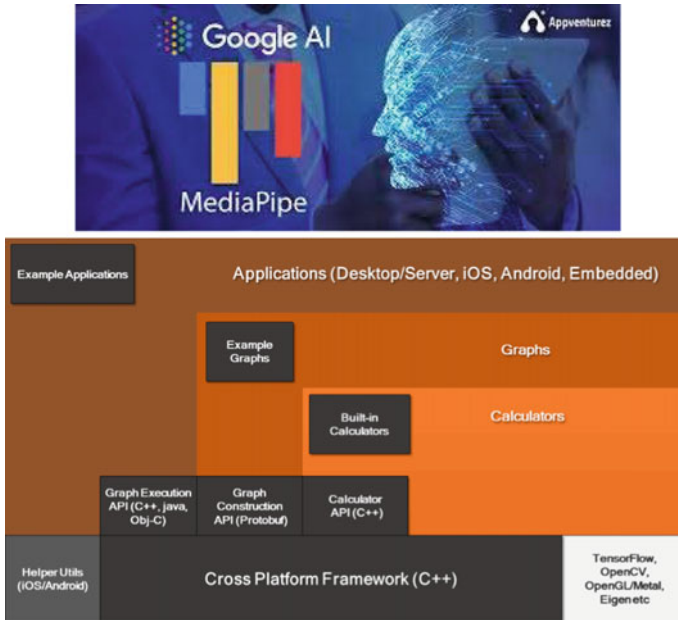 Google AI
Appventurez
MediaPipe
Example Applications
Applications (Desktop/Server, iOS, Android, Embedded)
Example
Graphs
Graphs
Built-in
Calculators
Calculators
Graph Execution
API (C++, java,
Obj-C)
Graph
Construction
API (Protobuf)
Calculator
API (C++)
Helper Utils
(iOS/Android)
Cross Platform Framework (C++)
TensorFlow,
OpenCV,
OpenGL/Metal,
Eigen etc